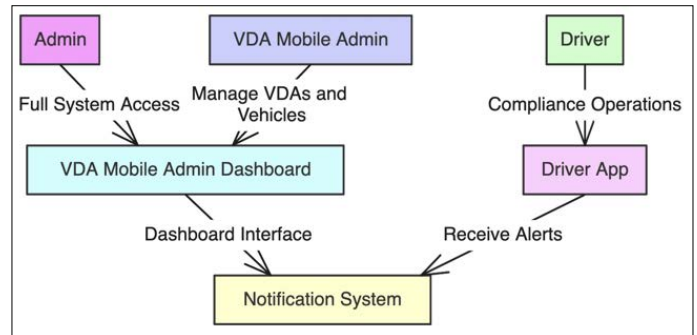 Admin
VDA Mobile Admin
Driver
Full System Access
Manage VDAs and
Vehicles
Compliance Operations
VDA Mobile Admin Dashboard
Driver App
Dashboard Interface
Receive Alerts
Notification System